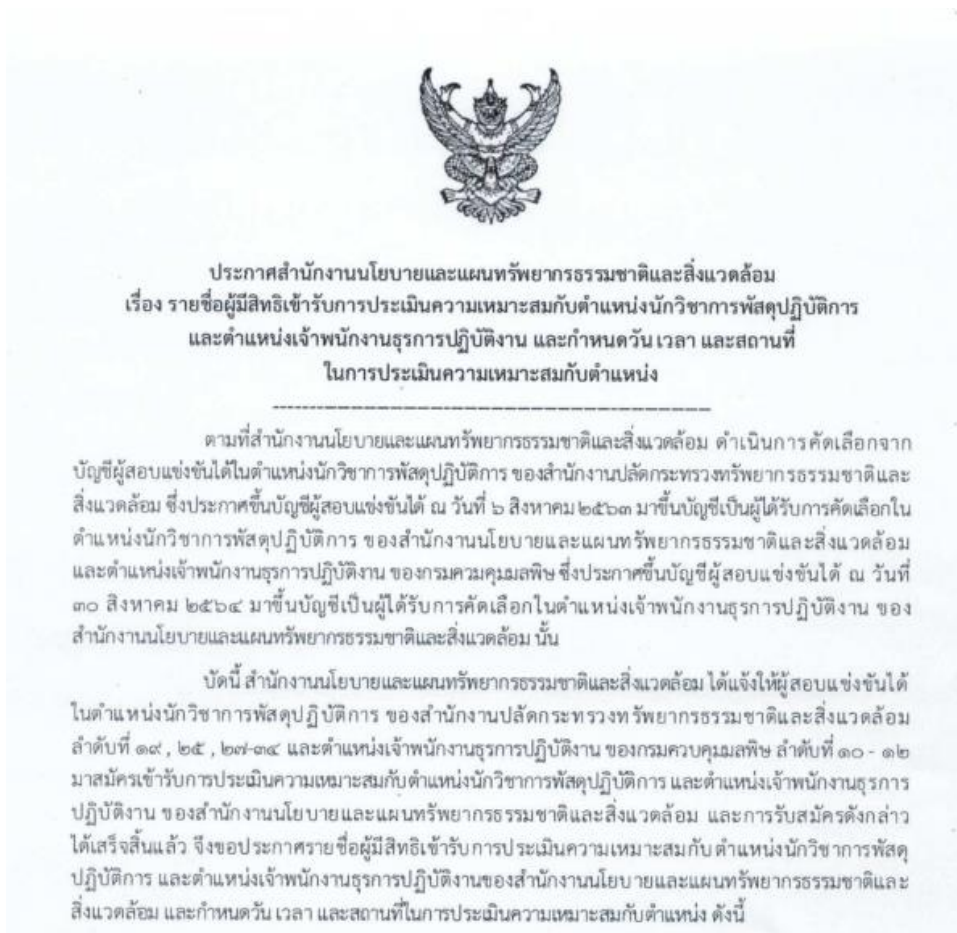 ประกาศสำนักงานนโยบายและแผนทรัพยากรธรรมชาติและสิ่งแวดล้อม
เรื่อง รายชื่อผู้มีสิทธิเข้ารับการประเมินความเหมาะสมกับตำแหน่งนักวิชาการพัสดุปฏิบัติการ
และตำแหน่งเจ้าพนักงานธุรการปฏิบัติงาน และกำหนดวัน เวลา และสถานที่
ในการประเมินความเหมาะสมกับตำแหน่ง
ตามที่สำนักงานนโยบายและแผนทรัพยากรธรรมชาติและสิ่งแวดล้อม ดำเนินการคัดเลือกจาก
บัญชีผู้สอบแข่งขันได้ในตำแหน่งนักวิชาการพัสดุปฏิบัติการ ของสำนักงานปลัดกระทรวงทรัพยากรธรรมชาติและ
สิ่งแวดล้อม ซึ่งประกาศขึ้นบัญชีผู้สอบแข่งขันได้ ณ วันที่ ๖ สิงหาคม ๒๕๖๓ มาขึ้นบัญชีเป็นผู้ได้รับการคัดเลือกใน
ตำแหน่งนักวิชาการพัสดุปฏิบัติการ ของสำนักงานนโยบายและแผนทรัพยากรธรรมชาติและสิ่งแวดล้อม
และตำแหน่งเจ้าพนักงานธุรการปฏิบัติงาน ของกรมควมคุมมลพิษ ซึ่งประกาศขึ้นบัญชีผู้สอบแข่งขันได้ ณ วันที่
๓๐ สิงหาคม ๒๕๖๔ มาขึ้นบัญชีเป็นผู้ได้รับการคัดเลือกในตำแหน่งเจ้าพนักงานธุรการปฏิบัติงาน ของ
สำนักงานนโยบายและแผนทรัพยากรธรรมชาติและสิ่งแวดล้อม นั้น
บัดนี้ สำนักงานนโยบายและแผนทรัพยากรธรรมชาติและสิ่งแวดล้อม ได้แจ้งให้ผู้สอบแข่งขันได้
ในตำแหน่งนักวิชาการพัสดุปฏิบัติการ ของสำนักงานปลัดกระทรวงทรัพยากรธรรมชาติและสิ่งแวดล้อม
ลำดับที่ ๑๙ , ๒๕ , ๒๗-๓๔ และตำแหน่งเจ้าพนักงานธุรการปฏิบัติงาน ของกรมควบคุมมลพิษ ลำดับที่ ๑๐ - ๑๒
มาสมัครเข้ารับการประเมินความเหมาะสมกับตำแหน่งนักวิชาการพัสดุปฏิบัติการ และตำแหน่งเจ้าพนักงานธุรการ
ปฏิบัติงาน ของสำนักงานนโยบายและแผนทรัพยากรธรรมชาติและสิ่งแวดล้อม และการรับสมัครดังกล่าว
ได้เสร็จสิ้นแล้ว จึงขอประกาศรายชื่อผู้มีสิทธิเข้ารับการประเมินความเหมาะสมกับตำแหน่งนักวิชาการพัสดุ
ปฏิบัติการ และตำแหน่งเจ้าพนักงานธุรการปฏิบัติงานของสำนักงานนโยบายและแผนทรัพยากรธรรมชาติและ
สิ่งแวดล้อม และกำหนดวัน เวลา และสถานที่ในการประเมินความเหมาะสมกับตำแหน่ง ดังนี้